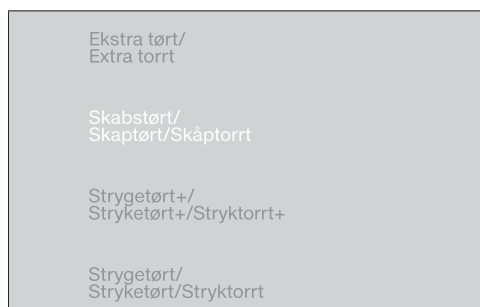 Ekstra tørt/
Extra torrt
Skabstørt/
Skaptørt/Skåptorrt
Strygetørt+/
Stryketørt+/Stryktorrt+
Strygetørt/
Stryketørt/Stryktorrt